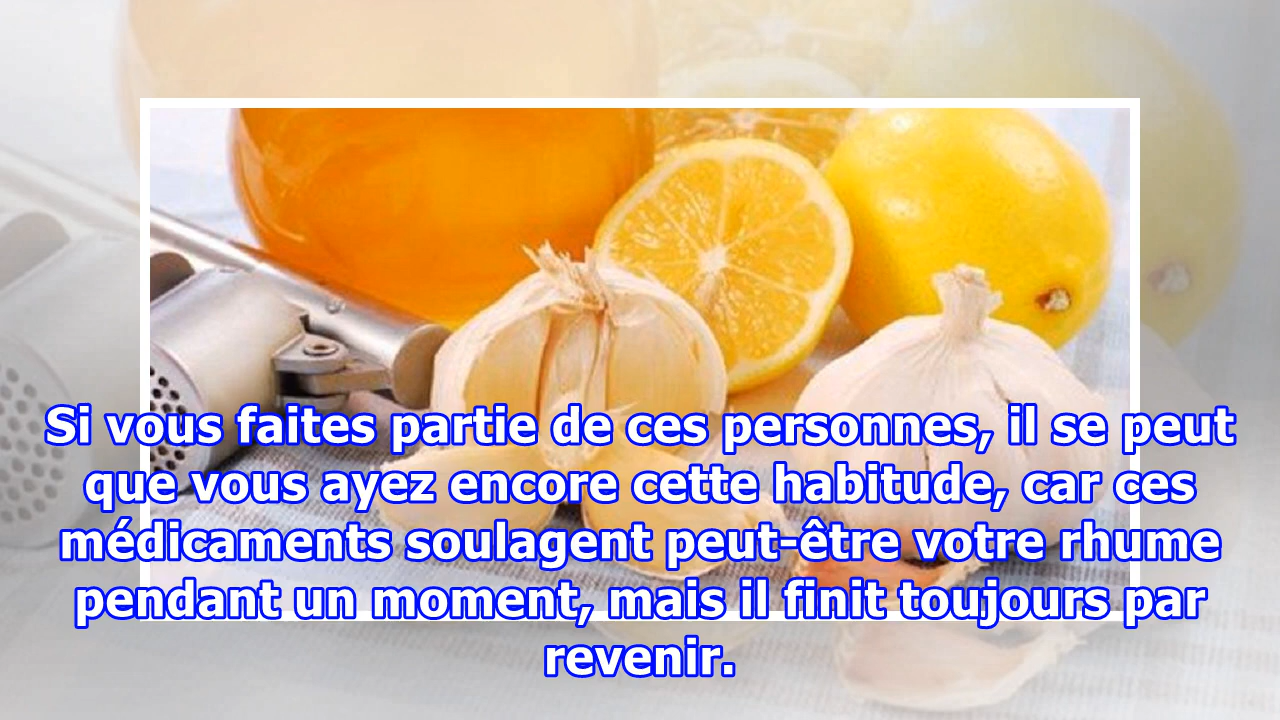 Si vous faites partie de ces personnes, il se peut
que vous ayez encore cette habitude, car ces
médicaments soulagent peut-être votre rhume
pendant un moment, mais il finit toujours par
revenir.